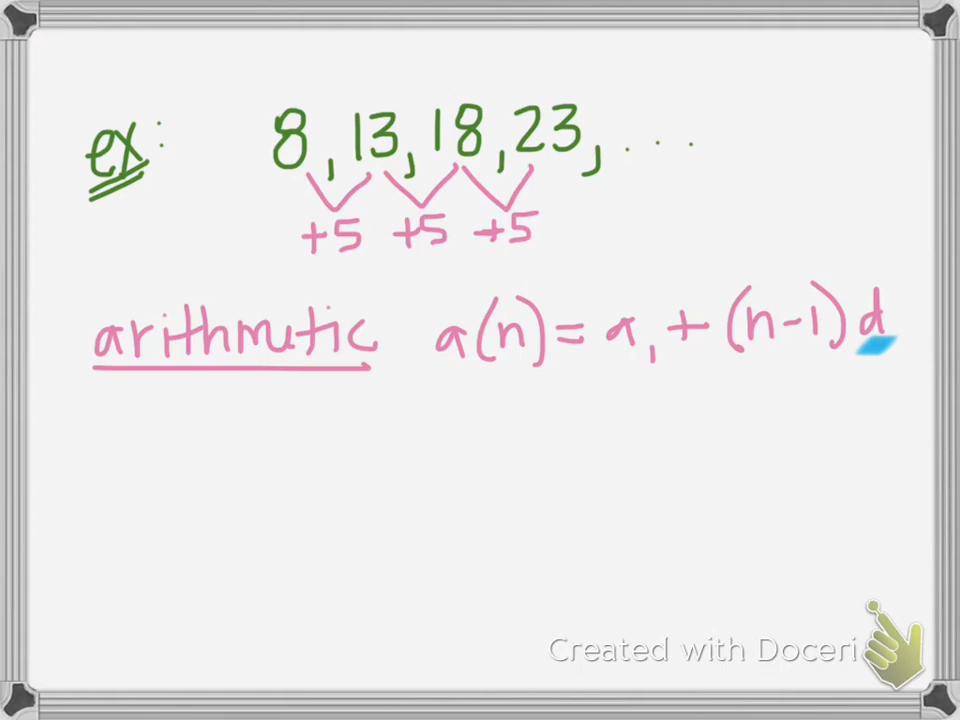 ex: 8, 13, 18, 23, ...
+5 +5 +5
arithmetic a(n) = a₁ + (n-1)d
Created with Doceri